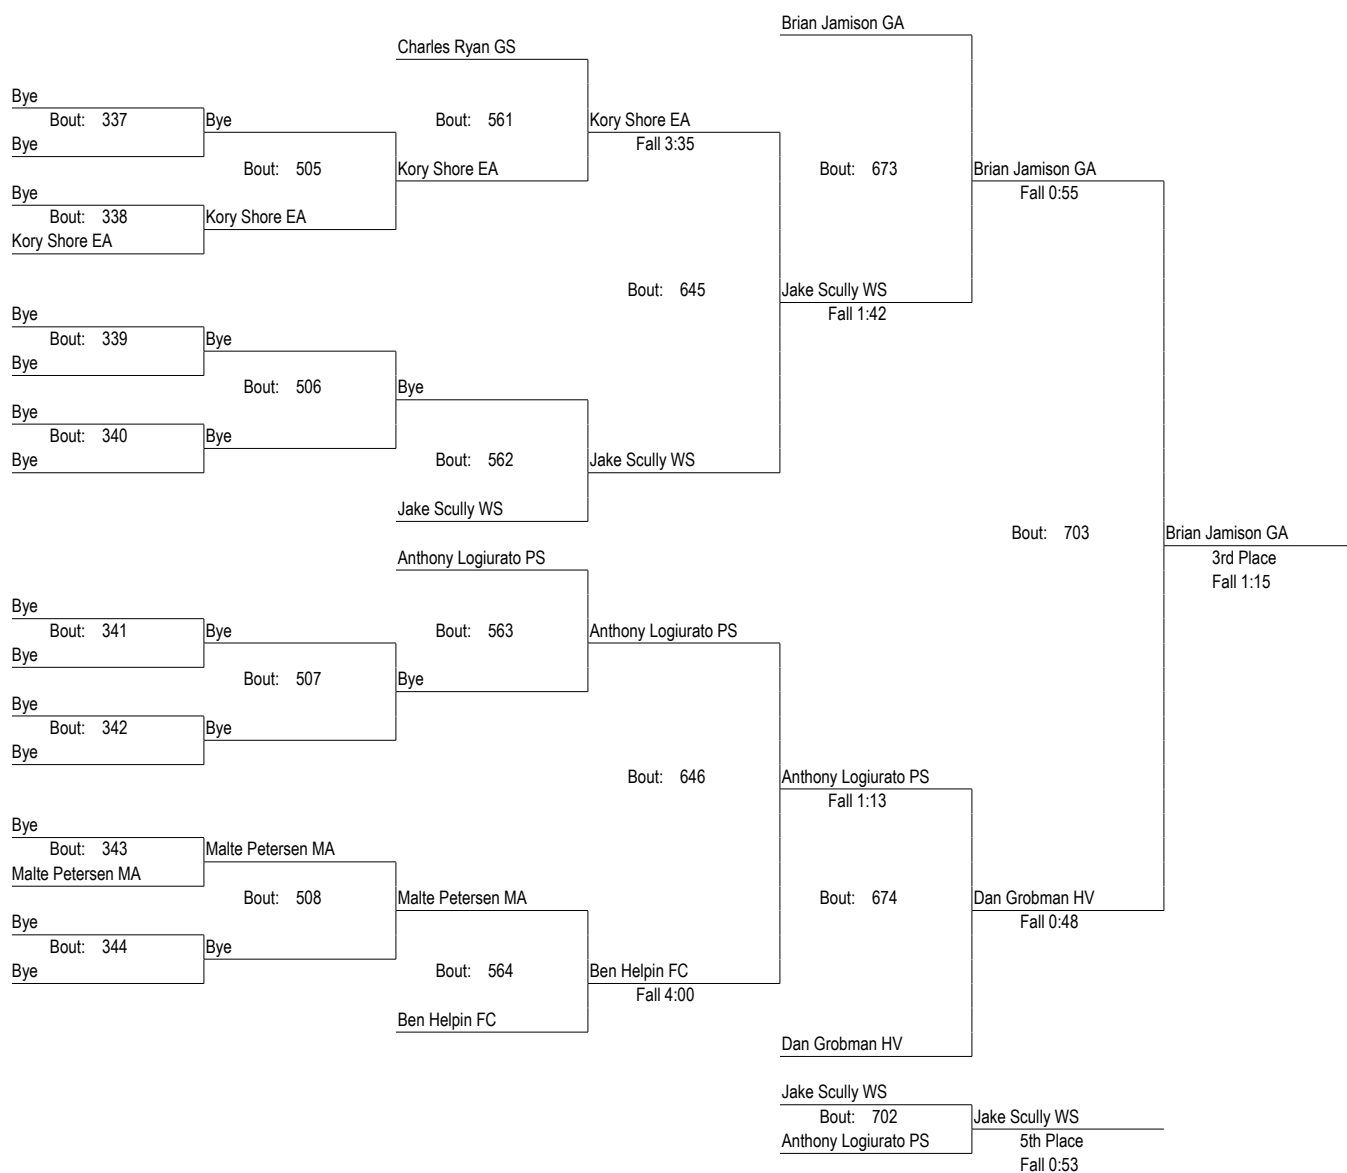 Brian Jamison GA
Charles Ryan GS
Bye
Bout: 337
Bye
Bout: 561
Kory Shore EA
Bye
Fall 3:35
Bout: 505
Kory Shore EA
Bout: 673
Brian Jamison GA
Bye
Fall 0:55
Bout: 338
Kory Shore EA
Kory Shore EA
Bout: 645
Jake Scully WS
Bye
Fall 1:42
Bout: 339
Bye
Bye
Bout: 506
Bye
Bye
Bout: 340
Bye
Bye
Bout: 562
Jake Scully WS
Jake Scully WS
Bout: 703
Brian Jamison GA
Anthony Logiurato PS
3rd Place
Fall 1:15
Bye
Bout: 341
Bye
Bout: 563
Anthony Logiurato PS
Bye
Bout: 507
Bye
Bye
Bout: 342
Bye
Bye
Bout: 646
Anthony Logiurato PS
Fall 1:13
Bye
Bout: 343
Malte Petersen MA
Malte Petersen MA
Bout: 508
Malte Petersen MA
Bout: 674
Dan Grobman HV
Bye
Fall 0:48
Bout: 344
Bye
Bye
Bout: 564
Ben Helpin FC
Fall 4:00
Ben Helpin FC
Dan Grobman HV
Jake Scully WS
Bout: 702
Jake Scully WS
Anthony Logiurato PS
5th Place
Fall 0:53